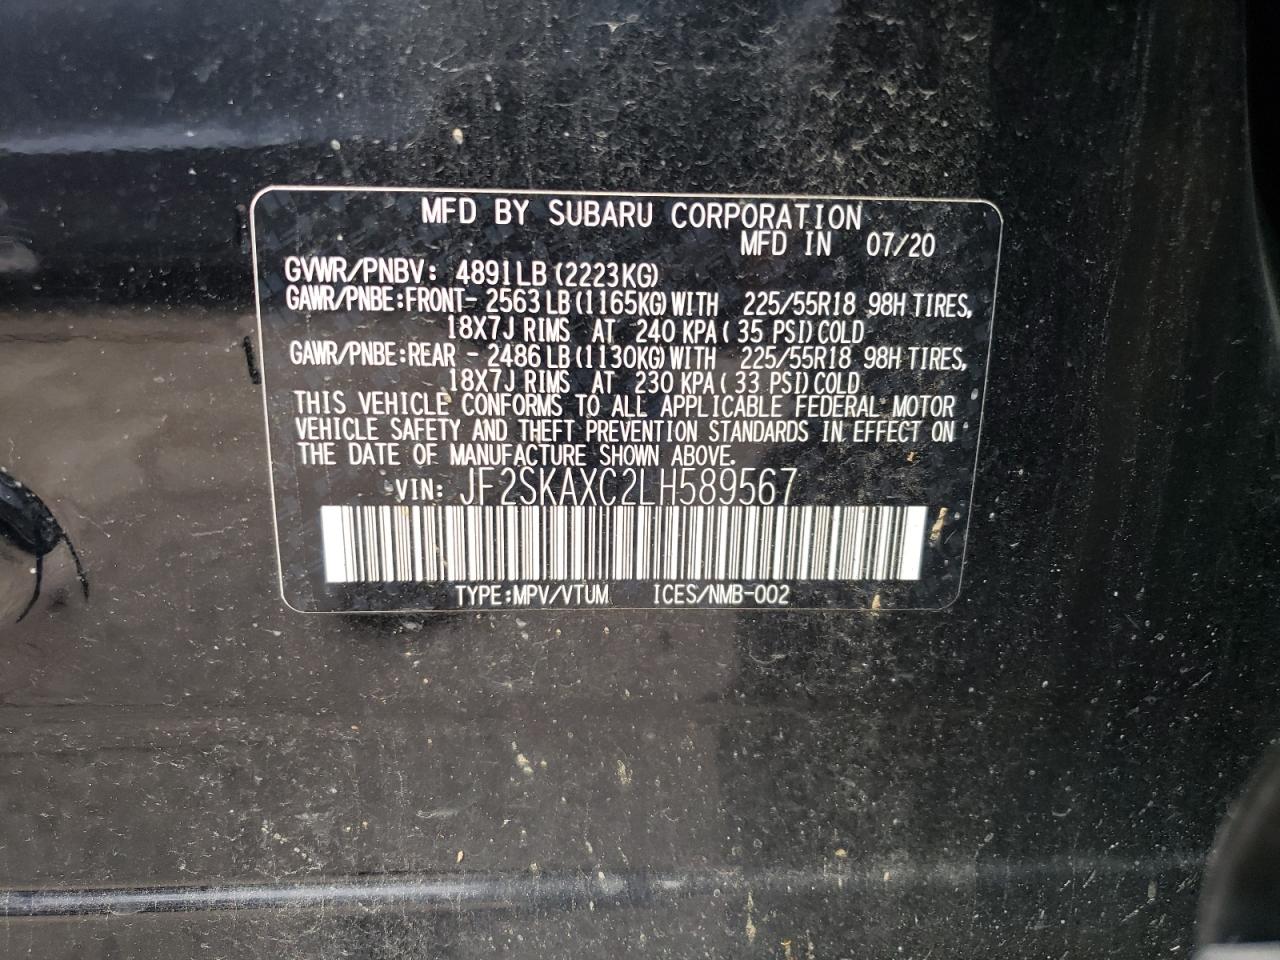 MFD BY SUBARU CORPORATION
MFD IN 07/20
GVWR/PNBV: 4891LB (2223KG)
GAWR/PNBE:FRONT- 2563 LB (1165KG) WITH 225/55R18 98H TIRES,
18X7J RIMS AT 240 KPA ( 35 PSI) COLD
GAWR/PNBE:REAR - 2486 LB (1130KG) WITH 225/55R18 98H TIRES,
18X7J RIMS AT 230 KPA ( 33 PSI) COLD
THIS VEHICLE CONFORMS TO ALL APPLICABLE FEDERAL MOTOR
VEHICLE SAFETY AND THEFT PREVENTION STANDARDS IN EFFECT ON
THE DATE OF MANUFACTURE SHOWN ABOVE.
VIN: JF2SKAXC2LH589567
TYPE:MPV/VTUM ICES/NMB-002